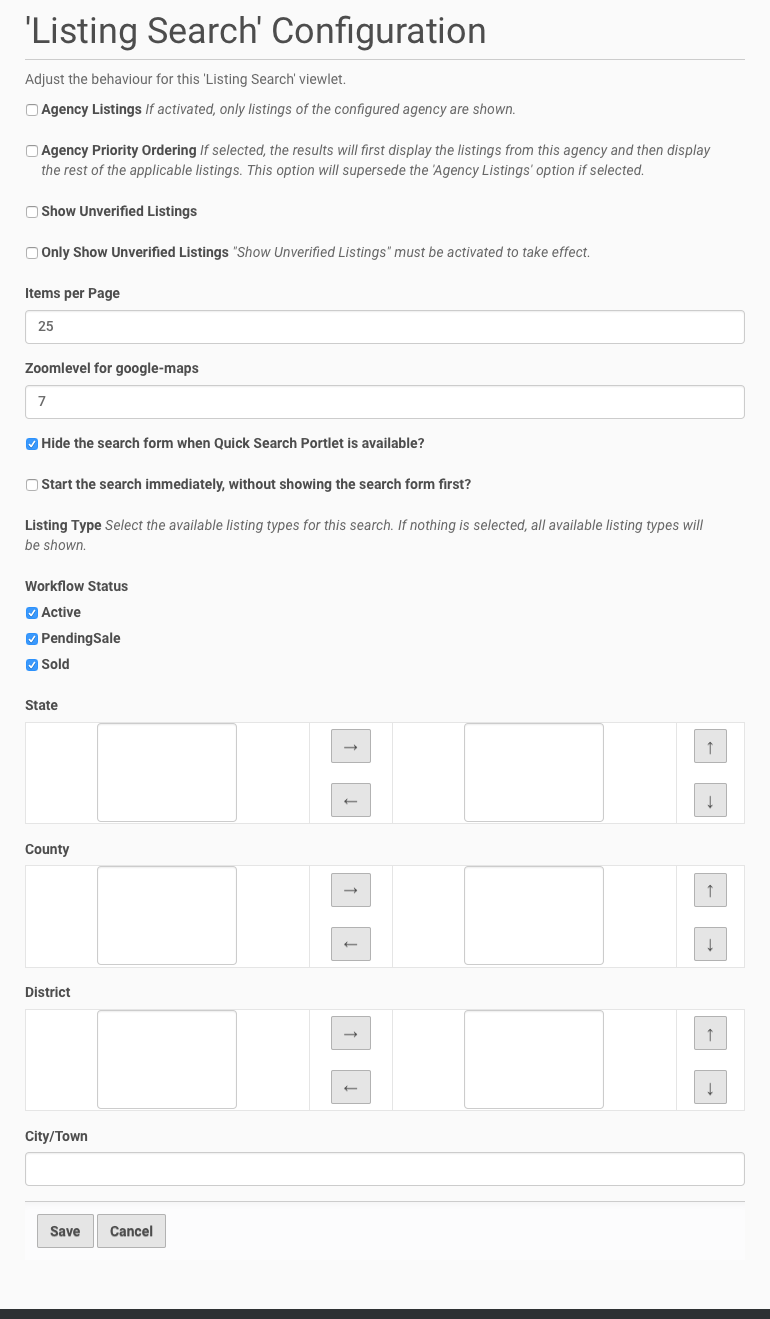 'Listing Search' Configuration
Adjust the behaviour for this 'Listing Search' viewlet.
Agency Listings If activated, only listings of the configured agency are shown.
Agency Priority Ordering If selected, the results will first display the listings from this agency and then display
the rest of the applicable listings. This option will supersede the 'Agency Listings' option if selected.
Show Unverified Listings
Only Show Unverified Listings "Show Unverified Listings" must be activated to take effect.
Items per Page
25
Zoomlevel for google-maps
7
Hide the search form when Quick Search Portlet is available?
Start the search immediately, without showing the search form first?
Listing Type Select the available listing types for this search. If nothing is selected, all available listing types will
be shown.
Workflow Status
Active
PendingSale
Sold
State
→
↑
←
↓
County
→
↑
←
↓
District
→
↑
←
↓
City/Town
Save Cancel